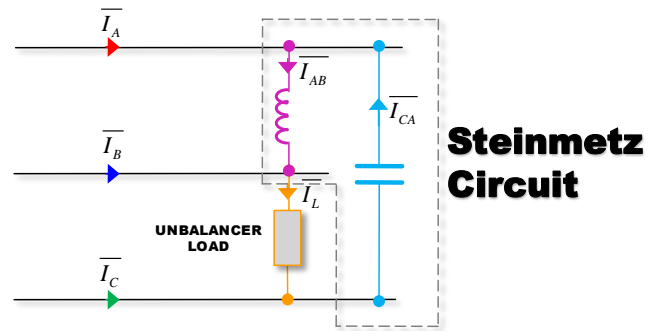 I_A
I_AB
I_CA
Steinmetz
Circuit
I_B
I_L
UNBALANCER
LOAD
I_C